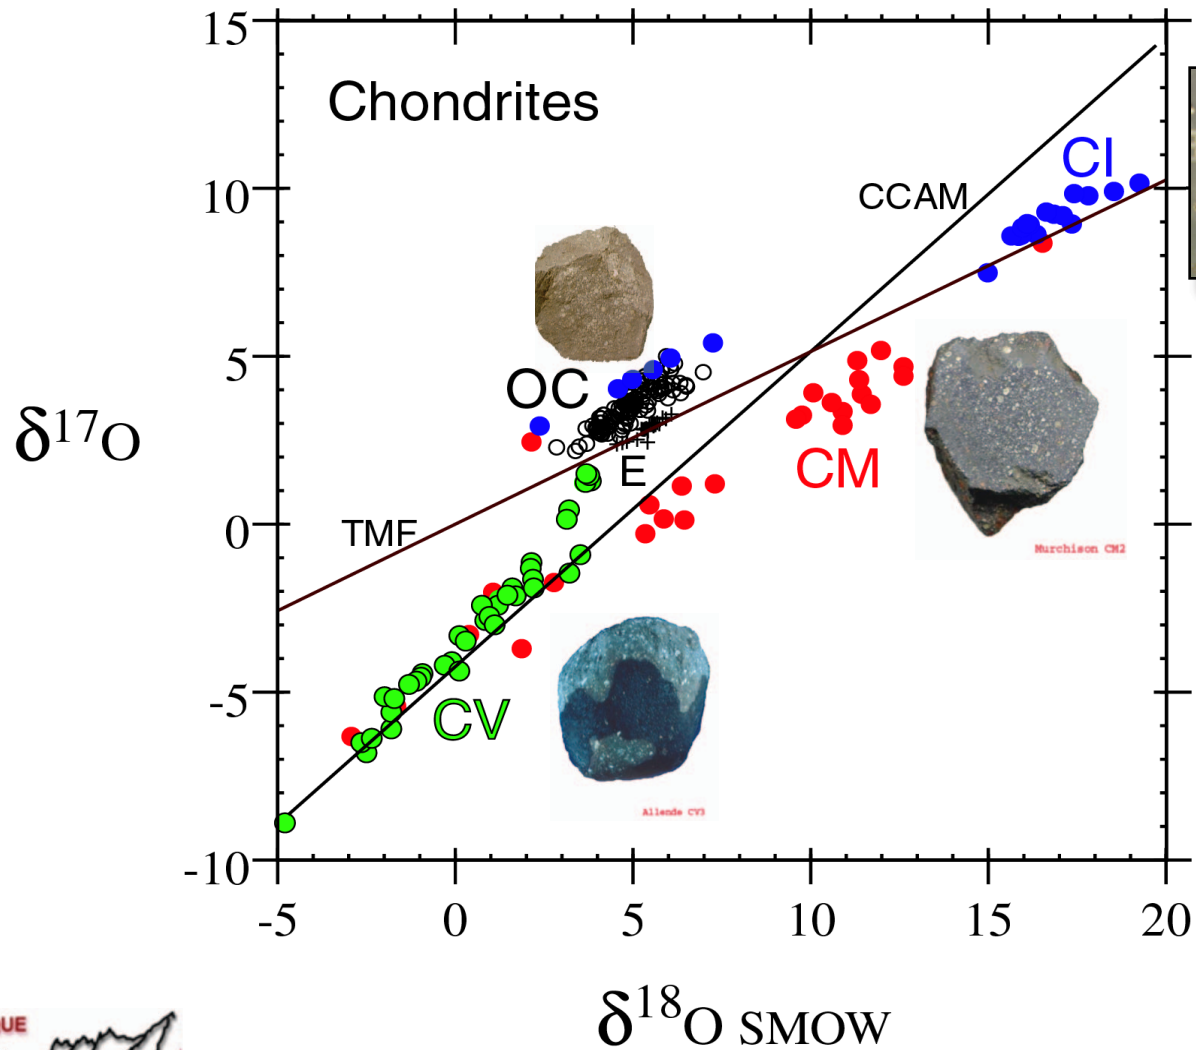 15
Chondrites
CI
CCAM
10
5
OC
δ17O
E
CM
TMF
0
Murchison CM2
-5
CV
Allende CV3
-10
-5 0 5 10 15 20
δ18O SMOW
UE